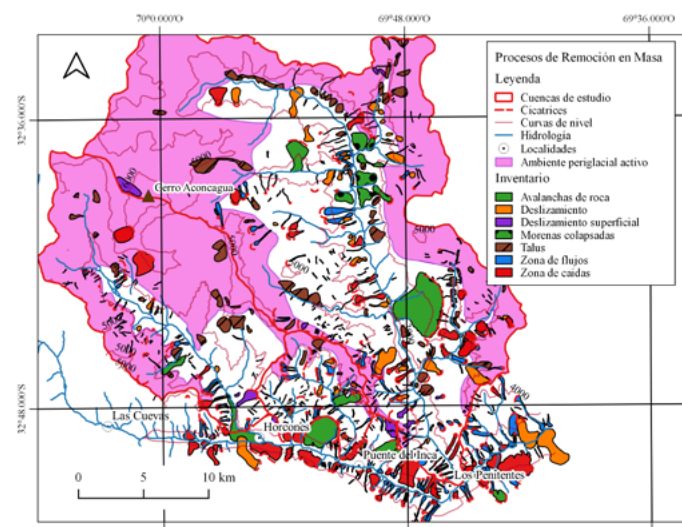 70°0.000'O
69°48.000'O
69°36.000'O
32°36.000'S
32°48.000'S
Procesos de Remoción en Masa
Leyenda
Cuencas de estudio
Cicatrices
Curvas de nivel
Hidrología
Localidades
Ambiente periglacial activo
Inventario
Avalanchas de roca
Deslizamiento
Deslizamiento superficial
Morenas colapsadas
Talus
Zona de flujos
Zona de caidas
Cerro Aconcagua
5000
5000
5000
4000
Las Cuevas
Horcones
Puente del Inca
Los Penitentes
0 5 10 km